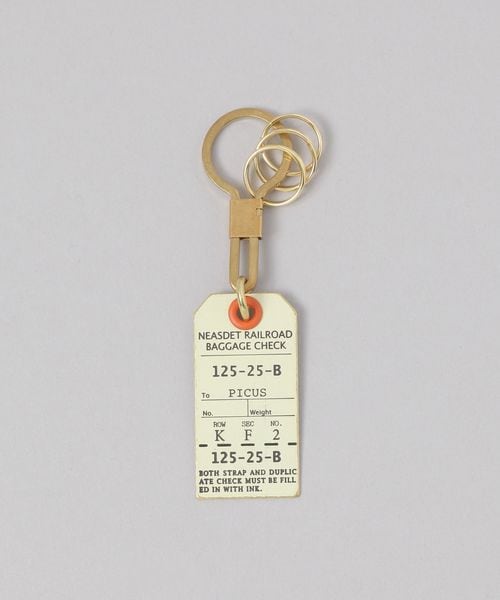 NEASDET RAILROAD
BAGGAGE CHECK
125-25-B
To PICUS
No. Weight
ROW SEC NO.
K F 2
125-25-B
BOTH STRAP AND DUPLIC
ATE CHECK MUST BE FILL
ED IN WITH INK.